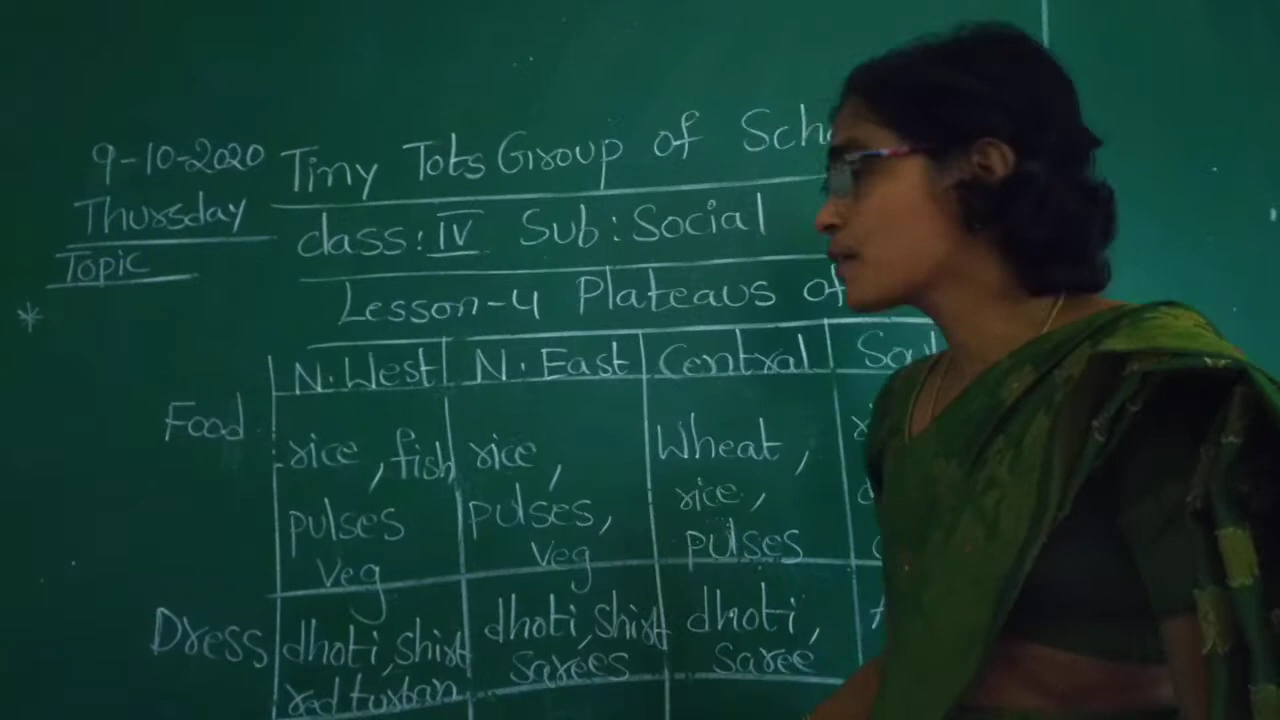 9-10-2020 Tiny Tots Group of
Thursday
class: IV Sub: Social
Topic
Lesson-4 Plateaus of
*
N.West N.East Central
Food
rice, fish rice, Wheat,
pulses pulses, rice,
Veg Veg pulses
Dress
dhoti, shirt dhoti, shirt dhoti,
red turban sarees saree